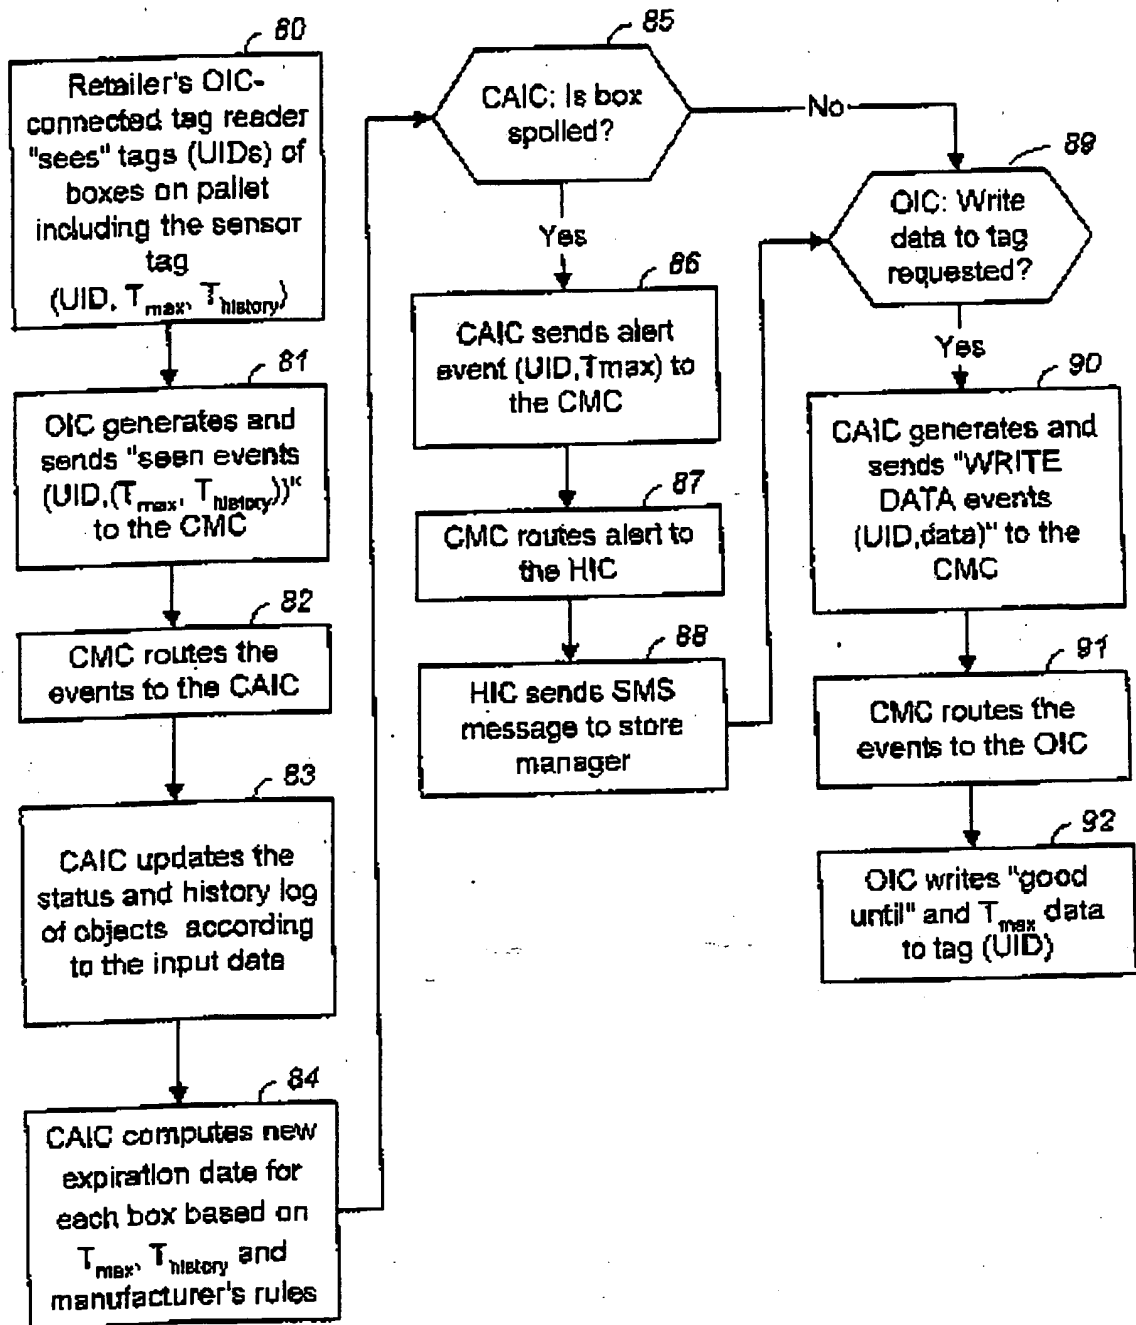 80
Retailer's OIC-
connected tag reader
"sees" tags (UIDs) of
boxes on pallet
including the sensor
tag
(UID, Tmax, Thistory)
81
OIC generates and
sends "seen events
(UID,(Tmax, Thistory))"
to the CMC
82
CMC routes the
events to the CAIC
83
CAIC updates the
status and history log
of objects according
to the input data
84
CAIC computes new
expiration date for
each box based on
Tmax, Thistory and
manufacturer's rules
85
CAIC: Is box
spoiled?
No
Yes
86
CAIC sends alert
event (UID,Tmax) to
the CMC
87
CMC routes alert to
the HIC
88
HIC sends SMS
message to store
manager
89
OIC: Write
data to tag
requested?
Yes
90
CAIC generates and
sends "WRITE
DATA events
(UID,data)" to the
CMC
91
CMC routes the
events to the OIC
92
OIC writes "good
until" and Tmax data
to tag (UID)